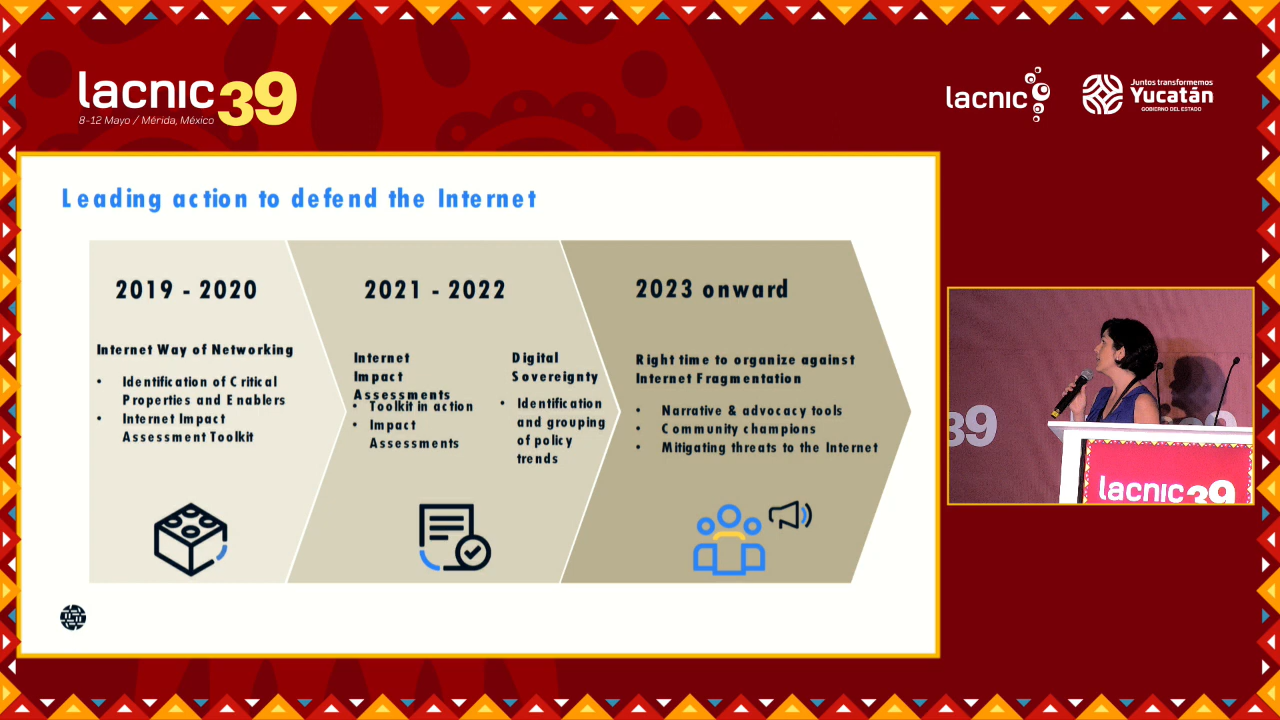 lacnic39
8-12 Mayo / Mérida, México
lacnic
Juntos transformemos
Yucatán
GOBIERNO DEL ESTADO
Leading action to defend the Internet
2019 - 2020
Internet Way of Networking
• Identification of Critical
Properties and Enablers
• Internet Impact
Assessment Toolkit
2021 - 2022
Internet
Impact
Assessments
• Toolkit in action
• Impact
Assessments
Digital
Sovereignty
• Identification
and grouping
of policy
trends
2023 onward
Right time to organize against
Internet Fragmentation
• Narrative & advocacy tools
• Community champions
• Mitigating threats to the Internet
39
lacnic39